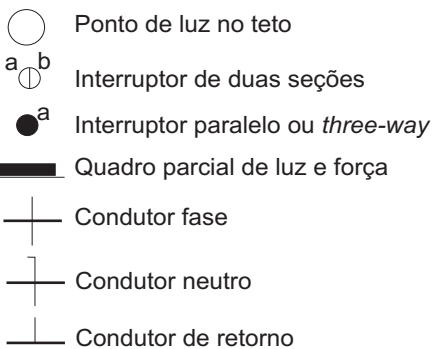 Ponto de luz no teto
a b
Interruptor de duas seções
a
Interruptor paralelo ou three-way
Quadro parcial de luz e força
Condutor fase
Condutor neutro
Condutor de retorno